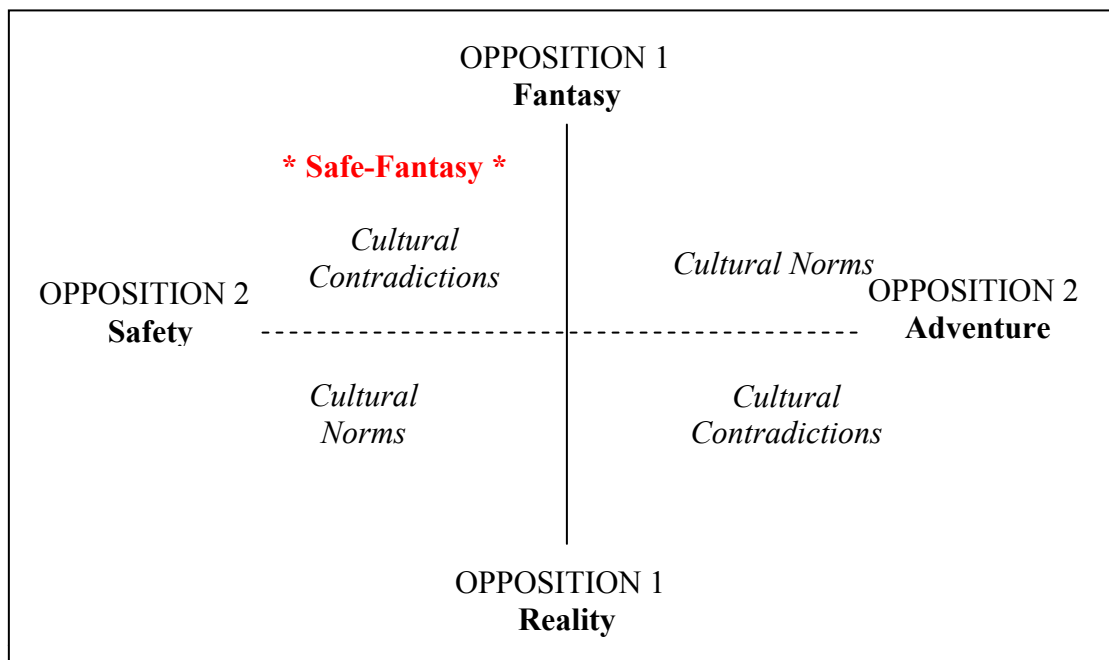 OPPOSITION 1
Fantasy
* Safe-Fantasy *
Cultural
Contradictions
Cultural Norms
OPPOSITION 2
Safety
OPPOSITION 2
Adventure
Cultural
Norms
Cultural
Contradictions
OPPOSITION 1
Reality